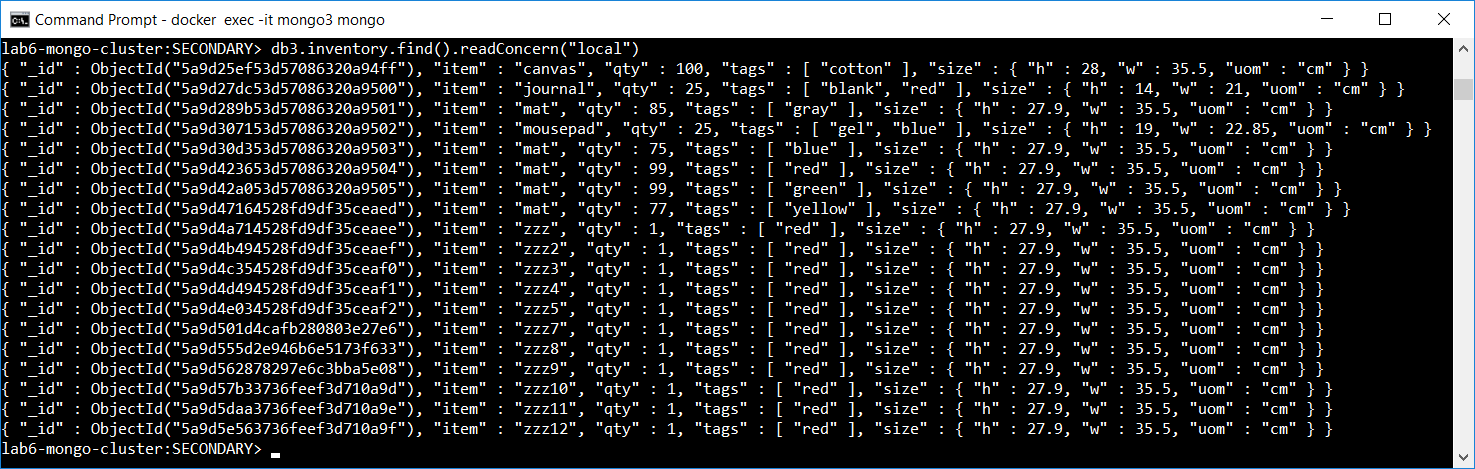 Command Prompt - docker  exec -it mongo3 mongo
lab6-mongo-cluster:SECONDARY> db3.inventory.find().readConcern("local")
{ "_id" : ObjectId("5a9d25ef53d57086320a94ff"), "item" : "canvas", "qty" : 100, "tags" : [ "cotton" ], "size" : { "h" : 28, "w" : 35.5, "uom" : "cm" } }
{ "_id" : ObjectId("5a9d27dc53d57086320a9500"), "item" : "journal", "qty" : 25, "tags" : [ "blank", "red" ], "size" : { "h" : 14, "w" : 21, "uom" : "cm" } }
{ "_id" : ObjectId("5a9d289b53d57086320a9501"), "item" : "mat", "qty" : 85, "tags" : [ "gray" ], "size" : { "h" : 27.9, "w" : 35.5, "uom" : "cm" } }
{ "_id" : ObjectId("5a9d307153d57086320a9502"), "item" : "mousepad", "qty" : 25, "tags" : [ "gel", "blue" ], "size" : { "h" : 19, "w" : 22.85, "uom" : "cm" } }
{ "_id" : ObjectId("5a9d30d353d57086320a9503"), "item" : "mat", "qty" : 75, "tags" : [ "blue" ], "size" : { "h" : 27.9, "w" : 35.5, "uom" : "cm" } }
{ "_id" : ObjectId("5a9d423653d57086320a9504"), "item" : "mat", "qty" : 99, "tags" : [ "red" ], "size" : { "h" : 27.9, "w" : 35.5, "uom" : "cm" } }
{ "_id" : ObjectId("5a9d42a053d57086320a9505"), "item" : "mat", "qty" : 99, "tags" : [ "green" ], "size" : { "h" : 27.9, "w" : 35.5, "uom" : "cm" } }
{ "_id" : ObjectId("5a9d47164528fd9df35ceaed"), "item" : "mat", "qty" : 77, "tags" : [ "yellow" ], "size" : { "h" : 27.9, "w" : 35.5, "uom" : "cm" } }
{ "_id" : ObjectId("5a9d4a714528fd9df35ceaee"), "item" : "zzz", "qty" : 1, "tags" : [ "red" ], "size" : { "h" : 27.9, "w" : 35.5, "uom" : "cm" } }
{ "_id" : ObjectId("5a9d4b494528fd9df35ceaef"), "item" : "zzz2", "qty" : 1, "tags" : [ "red" ], "size" : { "h" : 27.9, "w" : 35.5, "uom" : "cm" } }
{ "_id" : ObjectId("5a9d4c354528fd9df35ceaf0"), "item" : "zzz3", "qty" : 1, "tags" : [ "red" ], "size" : { "h" : 27.9, "w" : 35.5, "uom" : "cm" } }
{ "_id" : ObjectId("5a9d4d494528fd9df35ceaf1"), "item" : "zzz4", "qty" : 1, "tags" : [ "red" ], "size" : { "h" : 27.9, "w" : 35.5, "uom" : "cm" } }
{ "_id" : ObjectId("5a9d4e034528fd9df35ceaf2"), "item" : "zzz5", "qty" : 1, "tags" : [ "red" ], "size" : { "h" : 27.9, "w" : 35.5, "uom" : "cm" } }
{ "_id" : ObjectId("5a9d501d4cafb280803e27e6"), "item" : "zzz7", "qty" : 1, "tags" : [ "red" ], "size" : { "h" : 27.9, "w" : 35.5, "uom" : "cm" } }
{ "_id" : ObjectId("5a9d555d2e946b6e5173f633"), "item" : "zzz8", "qty" : 1, "tags" : [ "red" ], "size" : { "h" : 27.9, "w" : 35.5, "uom" : "cm" } }
{ "_id" : ObjectId("5a9d562878297e6c3bba5e08"), "item" : "zzz9", "qty" : 1, "tags" : [ "red" ], "size" : { "h" : 27.9, "w" : 35.5, "uom" : "cm" } }
{ "_id" : ObjectId("5a9d57b33736feef3d710a9d"), "item" : "zzz10", "qty" : 1, "tags" : [ "red" ], "size" : { "h" : 27.9, "w" : 35.5, "uom" : "cm" } }
{ "_id" : ObjectId("5a9d5daa3736feef3d710a9e"), "item" : "zzz11", "qty" : 1, "tags" : [ "red" ], "size" : { "h" : 27.9, "w" : 35.5, "uom" : "cm" } }
{ "_id" : ObjectId("5a9d5e563736feef3d710a9f"), "item" : "zzz12", "qty" : 1, "tags" : [ "red" ], "size" : { "h" : 27.9, "w" : 35.5, "uom" : "cm" } }
lab6-mongo-cluster:SECONDARY>